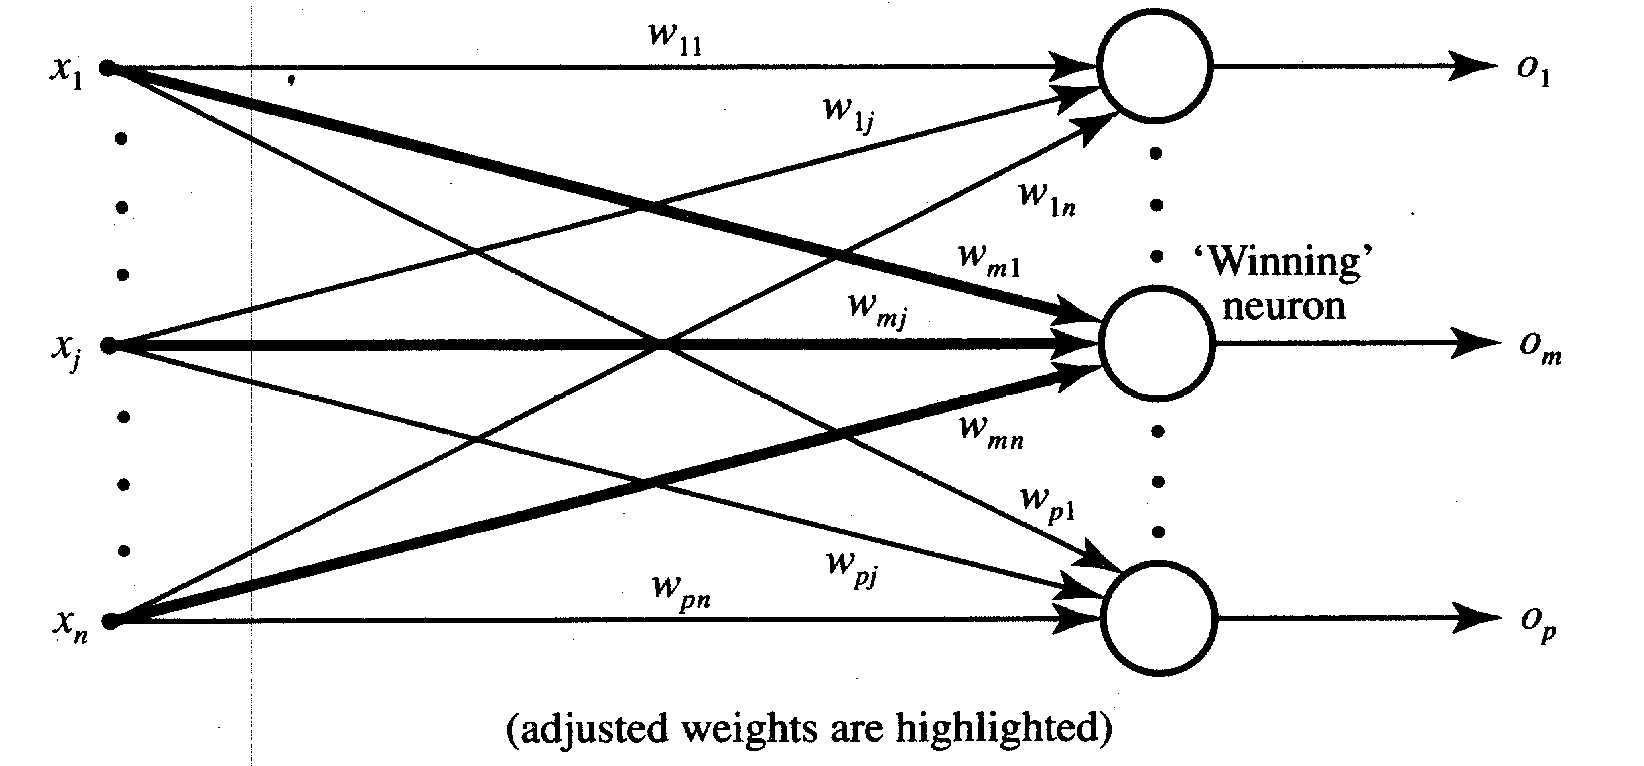 w11
x1
o1
w1j
w1n
wm1
'Winning'
neuron
wmj
xj
om
wmn
wp1
wpj
wpn
xn
op
(adjusted weights are highlighted)